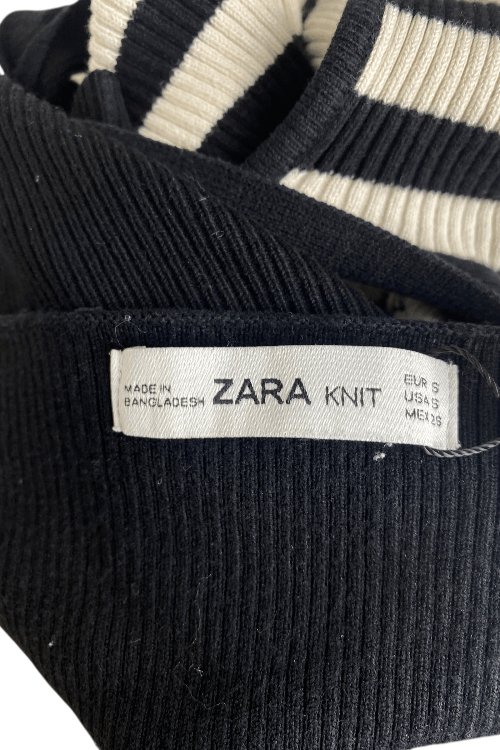 MADE IN
BANGLADESH
ZARA KNIT
EUR S
USA S
MEX 26